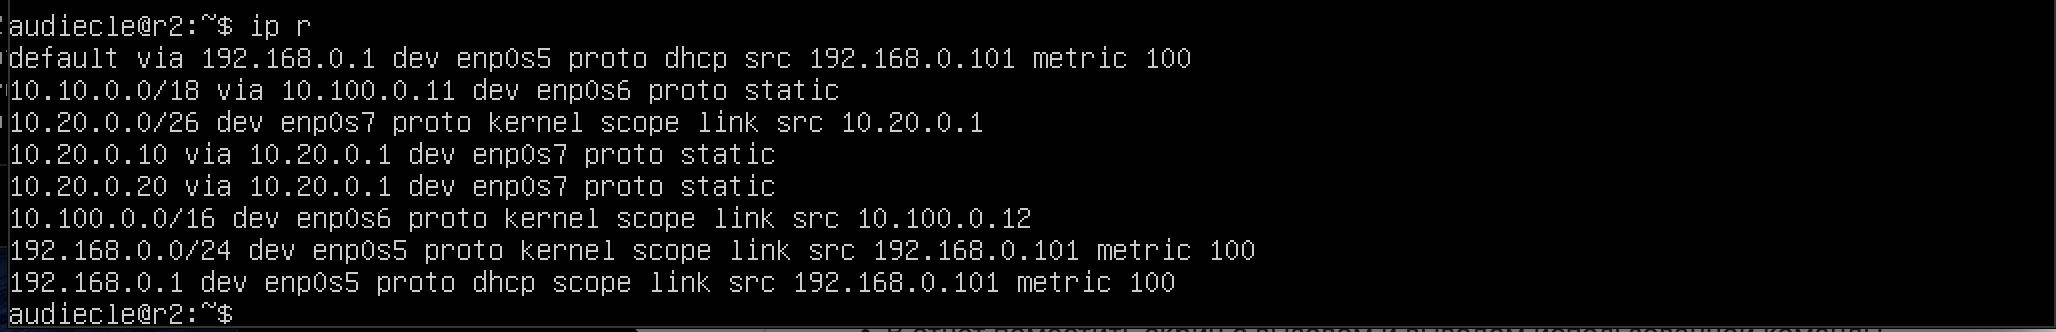 audiecle@r2:~$ ip r
default via 192.168.0.1 dev enp0s5 proto dhcp src 192.168.0.101 metric 100
10.10.0.0/18 via 10.100.0.11 dev enp0s6 proto static
10.20.0.0/26 dev enp0s7 proto kernel scope link src 10.20.0.1
10.20.0.10 via 10.20.0.1 dev enp0s7 proto static
10.20.0.20 via 10.20.0.1 dev enp0s7 proto static
10.100.0.0/16 dev enp0s6 proto kernel scope link src 10.100.0.12
192.168.0.0/24 dev enp0s5 proto kernel scope link src 192.168.0.101 metric 100
192.168.0.1 dev enp0s5 proto dhcp scope link src 192.168.0.101 metric 100
audiecle@r2:~$